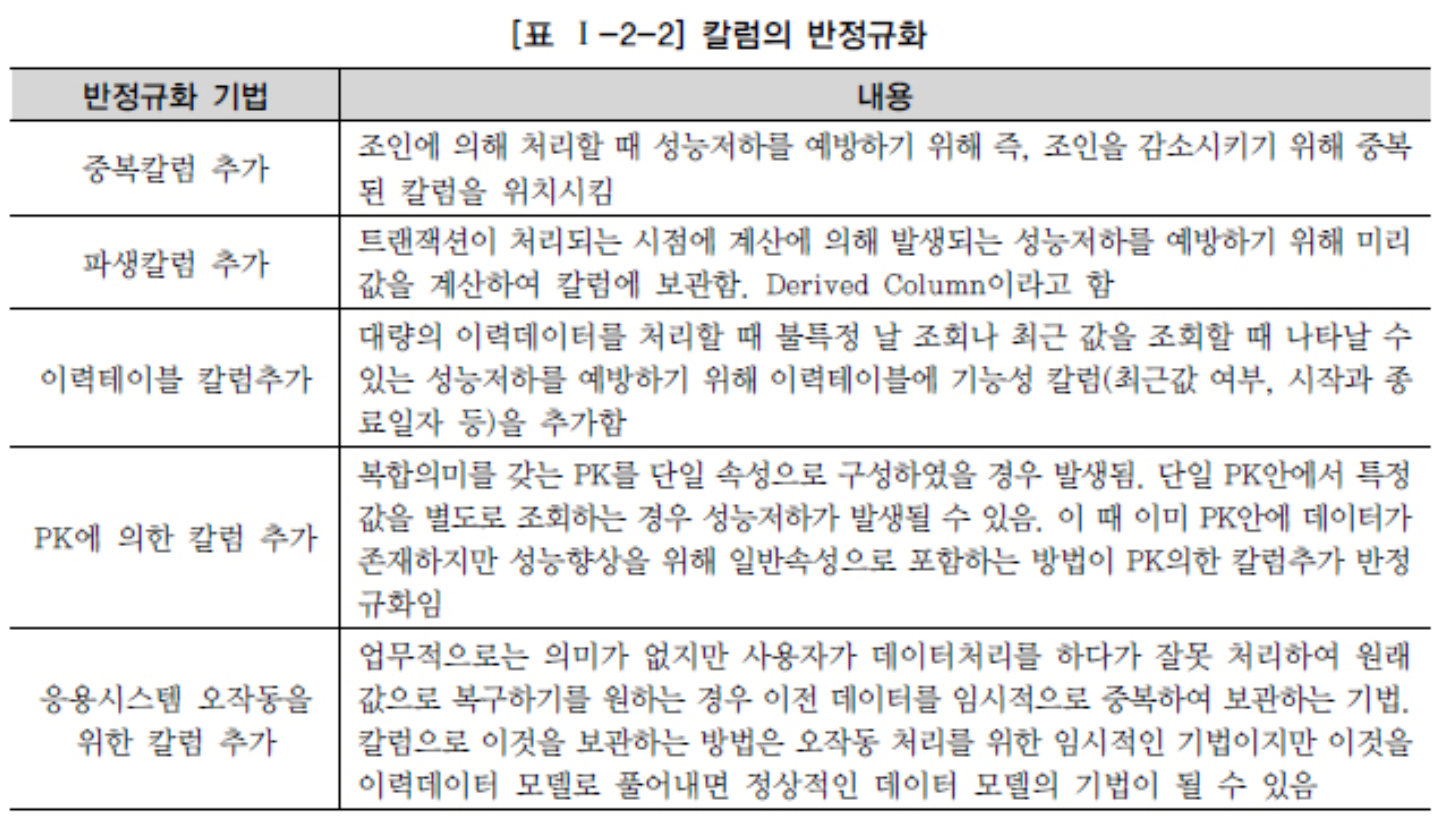 [표 Ⅰ-2-2] 칼럼의 반정규화
반정규화 기법
내용
중복칼럼 추가
조인에 의해 처리할 때 성능저하를 예방하기 위해 즉, 조인을 감소시키기 위해 중복
된 칼럼을 위치시킴
파생칼럼 추가
트랜잭션이 처리되는 시점에 계산에 의해 발생되는 성능저하를 예방하기 위해 미리
값을 계산하여 칼럼에 보관함. Derived Column이라고 함
이력테이블 칼럼추가
대량의 이력데이터를 처리할 때 불특정 날 조회나 최근 값을 조회할 때 나타날 수
있는 성능저하를 예방하기 위해 이력테이블에 기능성 칼럼(최근값 여부, 시작과 종
료일자 등)을 추가함
PK에 의한 칼럼 추가
복합의미를 갖는 PK를 단일 속성으로 구성하였을 경우 발생됨. 단일 PK안에서 특정
값을 별도로 조회하는 경우 성능저하가 발생될 수 있음. 이 때 이미 PK안에 데이터가
존재하지만 성능향상을 위해 일반속성으로 포함하는 방법이 PK의한 칼럼추가 반정
규화임
응용시스템 오작동을
위한 칼럼 추가
업무적으로는 의미가 없지만 사용자가 데이터처리를 하다가 잘못 처리하여 원래
값으로 복구하기를 원하는 경우 이전 데이터를 임시적으로 중복하여 보관하는 기법.
칼럼으로 이것을 보관하는 방법은 오작동 처리를 위한 임시적인 기법이지만 이것을
이력데이터 모델로 풀어내면 정상적인 데이터 모델의 기법이 될 수 있음